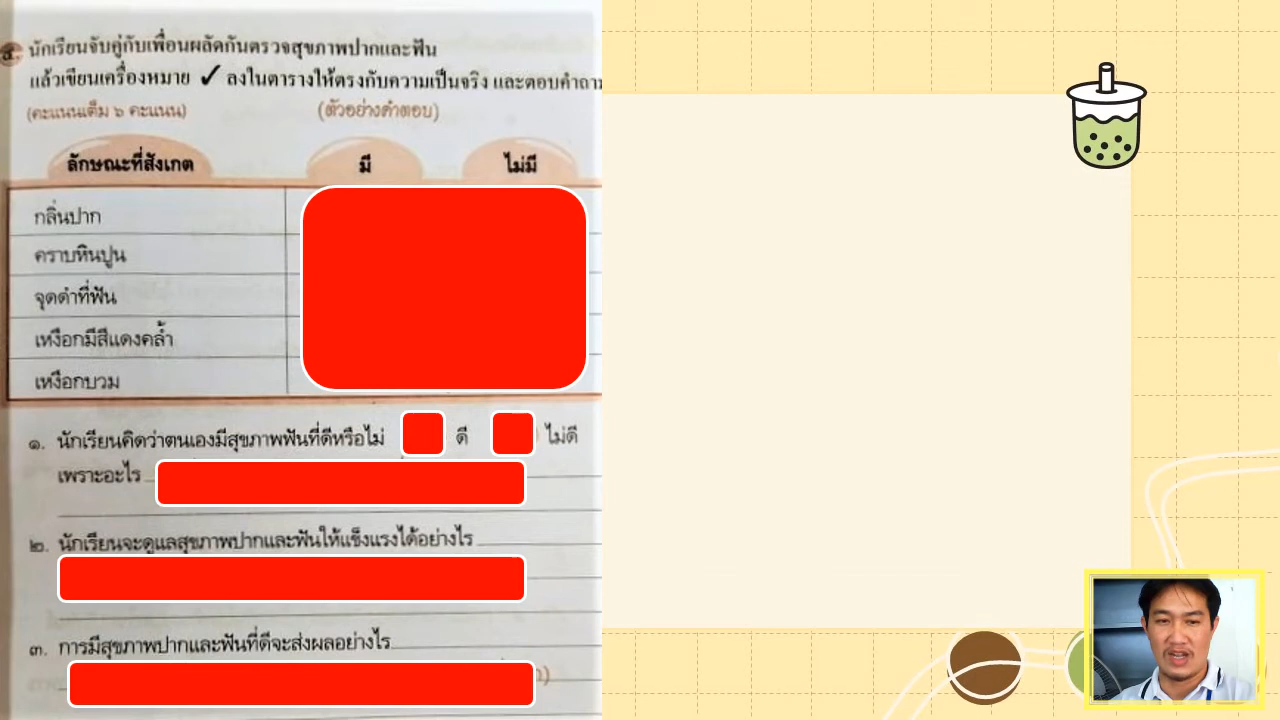 ๕. นักเรียนจับคู่กับเพื่อนผลัดกันตรวจสุขภาพปากและฟัน
แล้วเขียนเครื่องหมาย ✓ ลงในตารางให้ตรงกับความเป็นจริง และตอบคำถาม
(คะแนนเต็ม ๖ คะแนน) (ตัวอย่างคำตอบ)
ลักษณะที่สังเกต มี ไม่มี
กลิ่นปาก
คราบหินปูน
จุดดำที่ฟัน
เหงือกมีสีแดงคล้ำ
เหงือกบวม
๑. นักเรียนคิดว่าตนเองมีสุขภาพฟันที่ดีหรือไม่ ดี ไม่ดี
เพราะอะไร
๒. นักเรียนจะดูแลสุขภาพปากและฟันให้แข็งแรงได้อย่างไร
๓. การมีสุขภาพปากและฟันที่ดีจะส่งผลอย่างไร